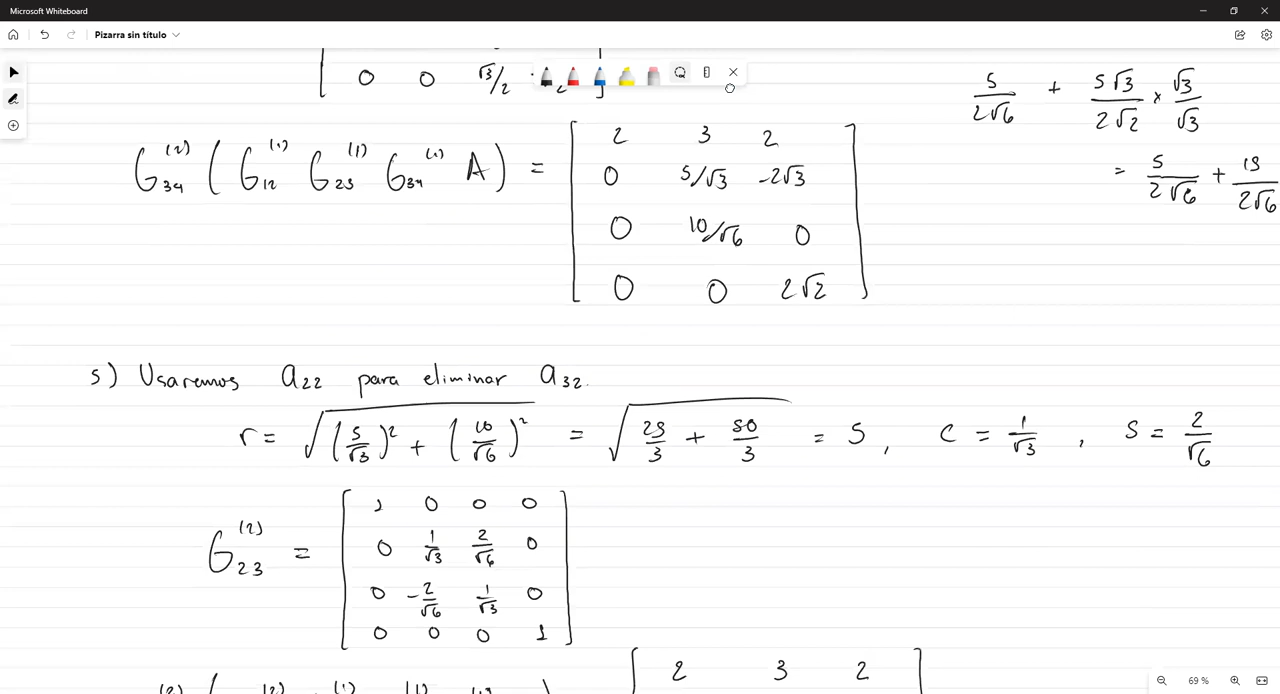 Microsoft Whiteboard
Pizarra sin título
0 0 √3/2
5/(2√6) + (5√3)/(2√2) × √3/√3
= 5/(2√6) + 15/(2√6)
G₃₄⁽²⁾ ( G₁₂⁽¹⁾ G₂₃⁽¹⁾ G₃₄⁽¹⁾ A ) =
2 3 2
0 5/√3 -2√3
0 10/√6 0
0 0 2√2
5) Usaremos a₂₂ para eliminar a₃₂.
r = √((5/√3)² + (10/√6)²) = √(25/3 + 50/3) = 5, c = 1/√3, s = 2/√6
G₂₃⁽²⁾ =
1 0 0 0
0 1/√3 2/√6 0
0 -2/√6 1/√3 0
0 0 0 1
2 3 2
69 %